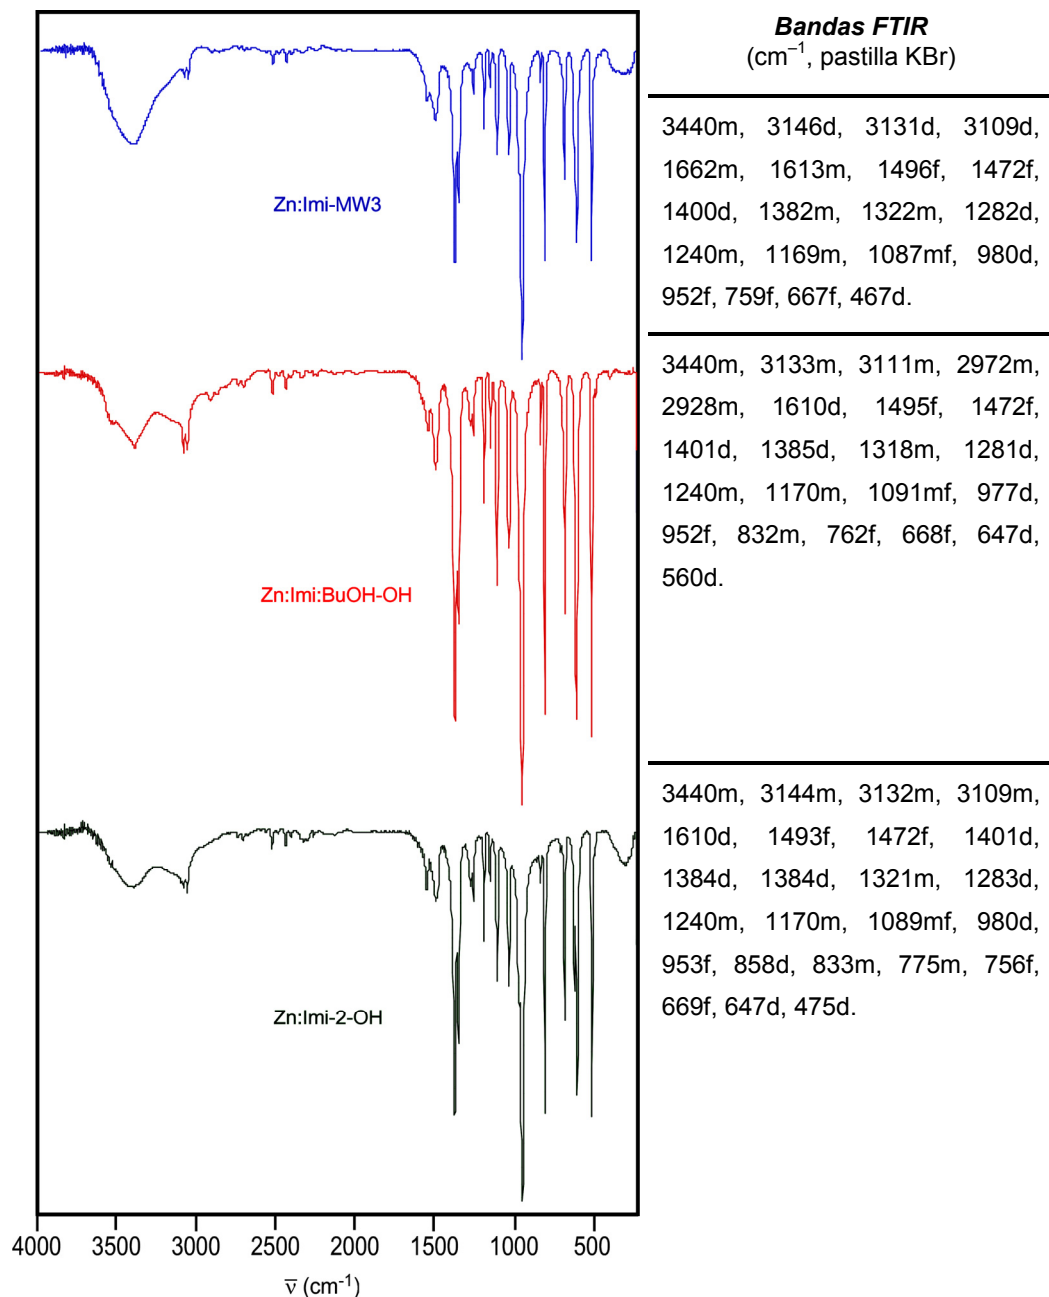 Bandas FTIR
(cm⁻¹, pastilla KBr)
3440m, 3146d, 3131d, 3109d,
1662m, 1613m, 1496f, 1472f,
1400d, 1382m, 1322m, 1282d,
1240m, 1169m, 1087mf, 980d,
952f, 759f, 667f, 467d.
Zn:Imi-MW3
3440m, 3133m, 3111m, 2972m,
2928m, 1610d, 1495f, 1472f,
1401d, 1385d, 1318m, 1281d,
1240m, 1170m, 1091mf, 977d,
952f, 832m, 762f, 668f, 647d,
560d.
Zn:Imi:BuOH-OH
3440m, 3144m, 3132m, 3109m,
1610d, 1493f, 1472f, 1401d,
1384d, 1384d, 1321m, 1283d,
1240m, 1170m, 1089mf, 980d,
953f, 858d, 833m, 775m, 756f,
669f, 647d, 475d.
Zn:Imi-2-OH
4000 3500 3000 2500 2000 1500 1000 500
ν̅ (cm⁻¹)